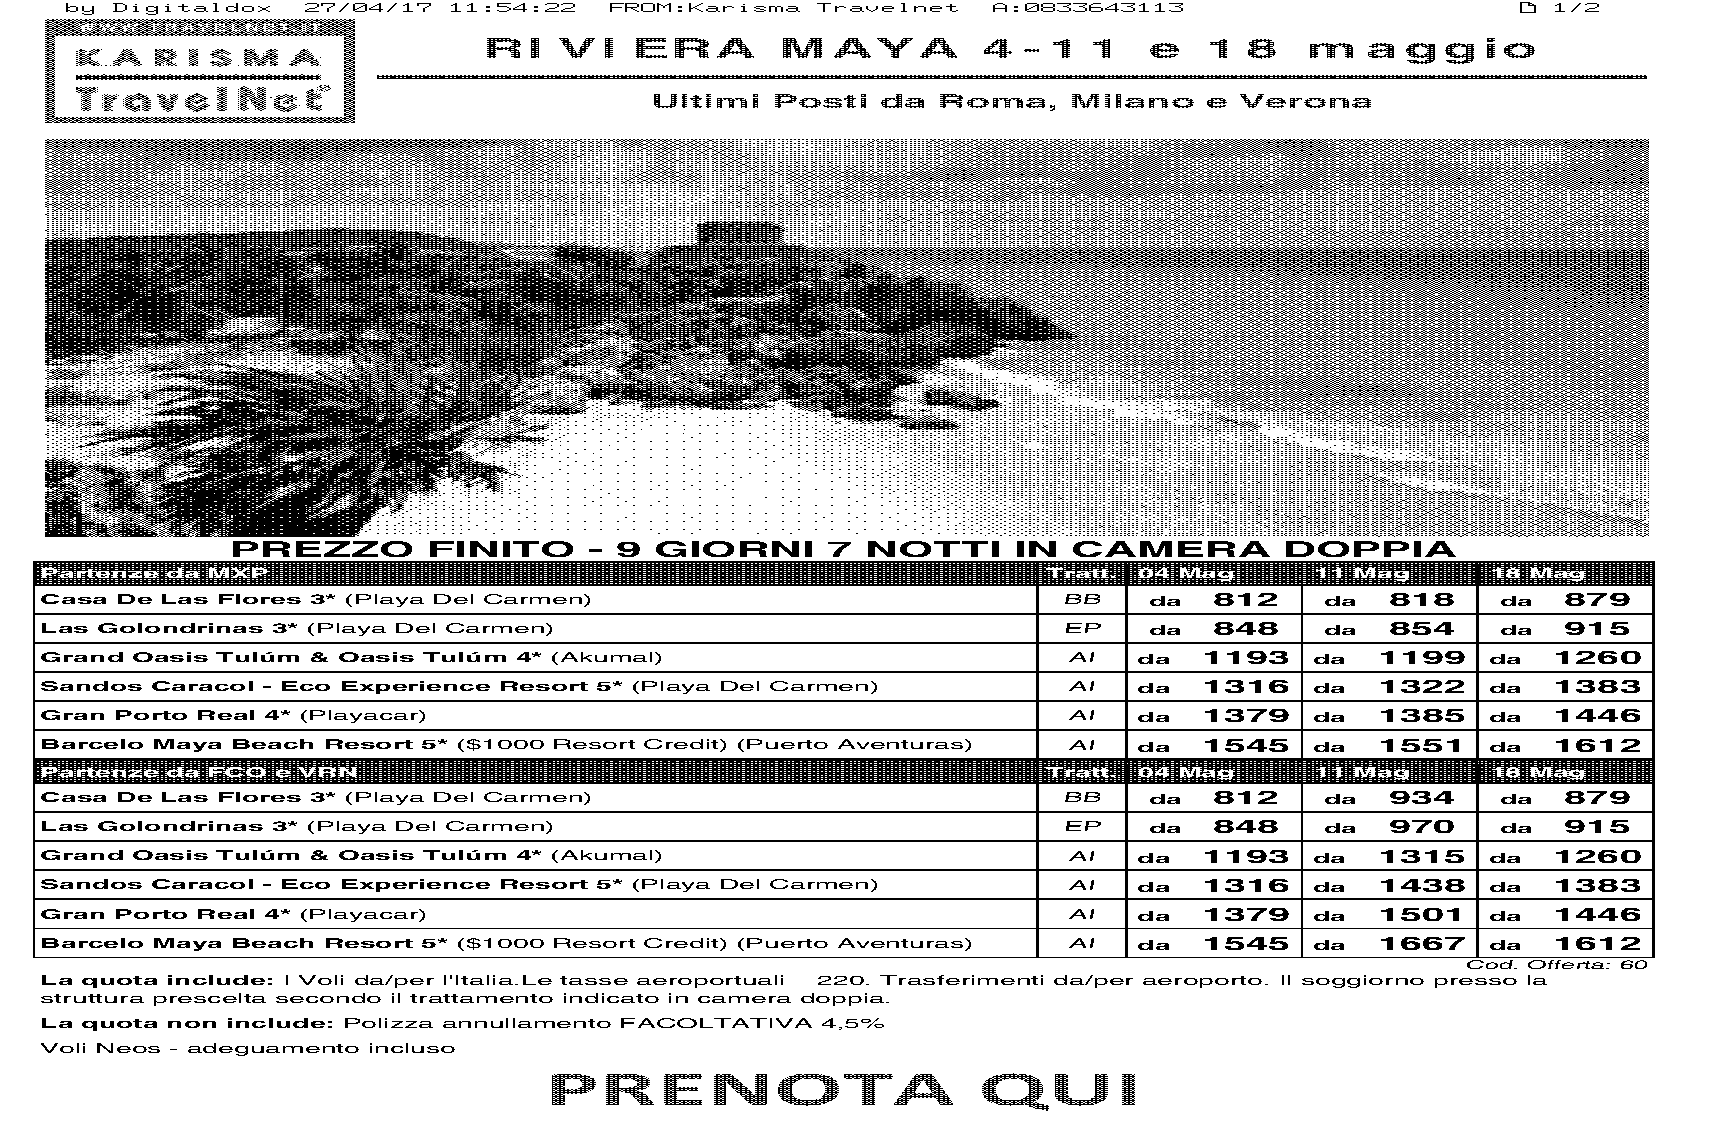 by Digitaldox 27/04/17 11:54:22 FROM:Karisma Travelnet A:0833643113 1/2
KARISMA
TravelNet
RIVIERA MAYA 4-11 e 18 maggio
Ultimi Posti da Roma, Milano e Verona
PREZZO FINITO - 9 GIORNI 7 NOTTI IN CAMERA DOPPIA
Partenze da MXP Tratt. 04 Mag 11 Mag 18 Mag
Casa De Las Flores 3* (Playa Del Carmen) BB da 812 da 818 da 879
Las Golondrinas 3* (Playa Del Carmen) EP da 848 da 854 da 915
Grand Oasis Tulúm & Oasis Tulúm 4* (Akumal) AI da 1193 da 1199 da 1260
Sandos Caracol - Eco Experience Resort 5* (Playa Del Carmen) AI da 1316 da 1322 da 1383
Gran Porto Real 4* (Playacar) AI da 1379 da 1385 da 1446
Barcelo Maya Beach Resort 5* ($1000 Resort Credit) (Puerto Aventuras) AI da 1545 da 1551 da 1612
Partenze da FCO e VRN Tratt. 04 Mag 11 Mag 18 Mag
Casa De Las Flores 3* (Playa Del Carmen) BB da 812 da 934 da 879
Las Golondrinas 3* (Playa Del Carmen) EP da 848 da 970 da 915
Grand Oasis Tulúm & Oasis Tulúm 4* (Akumal) AI da 1193 da 1315 da 1260
Sandos Caracol - Eco Experience Resort 5* (Playa Del Carmen) AI da 1316 da 1438 da 1383
Gran Porto Real 4* (Playacar) AI da 1379 da 1501 da 1446
Barcelo Maya Beach Resort 5* ($1000 Resort Credit) (Puerto Aventuras) AI da 1545 da 1667 da 1612
Cod. Offerta: 60
La quota include: I Voli da/per l'Italia.Le tasse aeroportuali 220. Trasferimenti da/per aeroporto. Il soggiorno presso la
struttura prescelta secondo il trattamento indicato in camera doppia.
La quota non include: Polizza annullamento FACOLTATIVA 4,5%
Voli Neos - adeguamento incluso
PRENOTA QUI